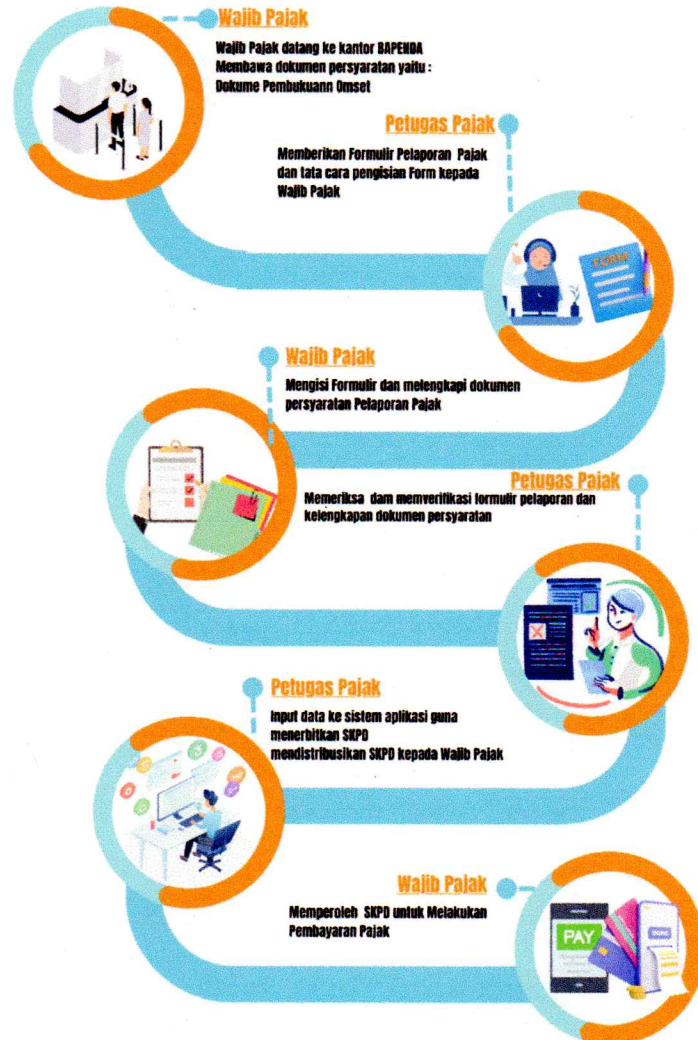 Wajib Pajak
Wajib Pajak datang ke kantor BAPENDA
Membawa dokumen persyaratan yaitu :
Dokume Pembukuann Omset
Petugas Pajak
Memberikan Formulir Pelaporan Pajak
dan tata cara pengisian Form kepada
Wajib Pajak
FORM
Wajib Pajak
Mengisi Formulir dan melengkapi dokumen
persyaratan Pelaporan Pajak
Petugas Pajak
Memeriksa dam memverifikasi formulir pelaporan dan
kelengkapan dokumen persyaratan
Petugas Pajak
Input data ke sistem aplikasi guna
menerbitkan SKPD
mendistribusikan SKPD kepada Wajib Pajak
Wajib Pajak
Memperoleh SKPD untuk Melakukan
Pembayaran Pajak
PAY